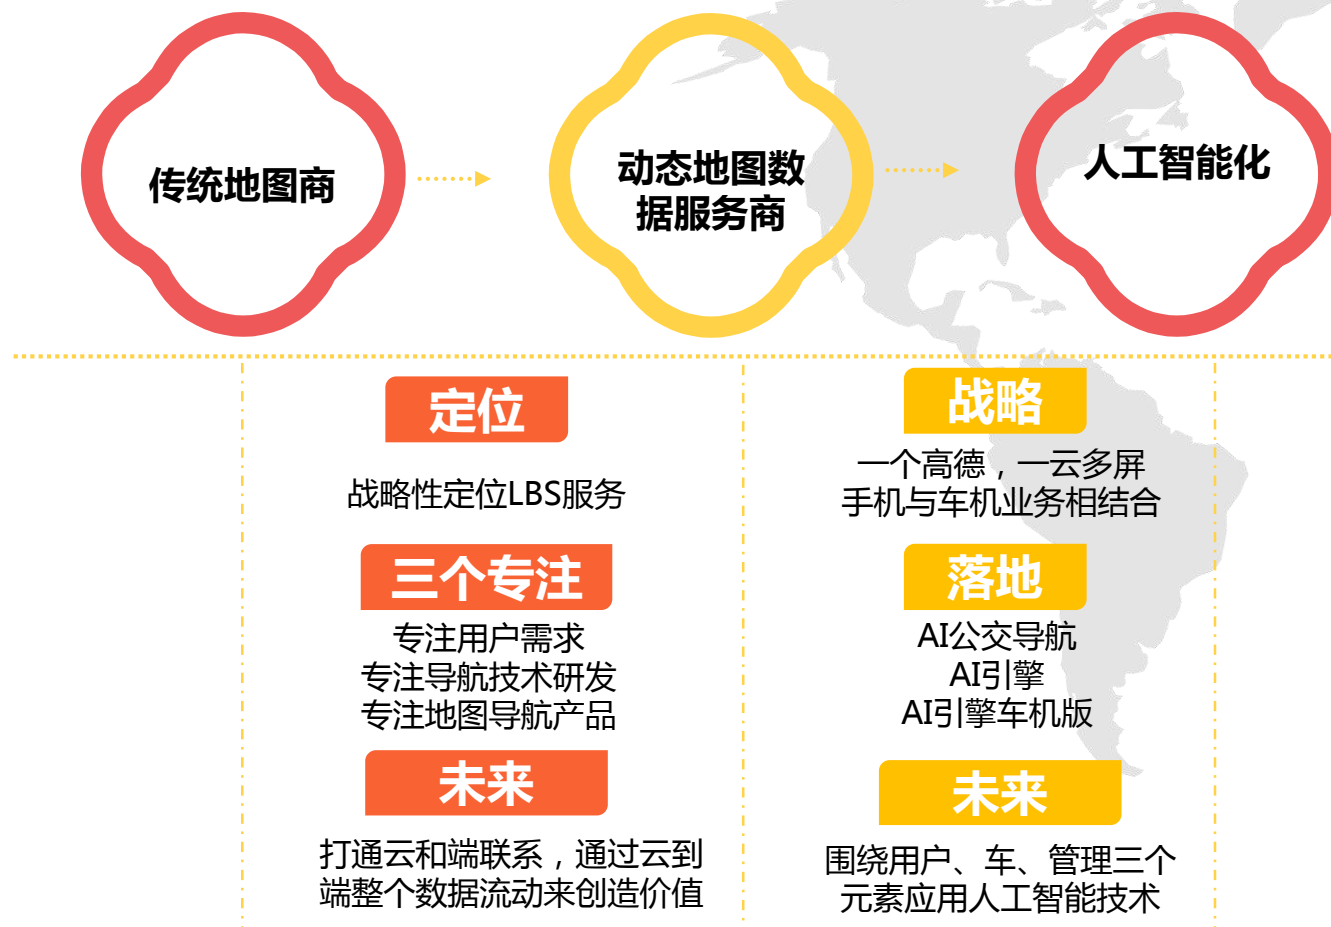 传统地图商
动态地图数
据服务商
人工智能化
定位
战略性定位LBS服务
三个专注
专注用户需求
专注导航技术研发
专注地图导航产品
未来
打通云和端联系，通过云到
端整个数据流动来创造价值
战略
一个高德，一云多屏
手机与车机业务相结合
落地
AI公交导航
AI引擎
AI引擎车机版
未来
围绕用户、车、管理三个
元素应用人工智能技术